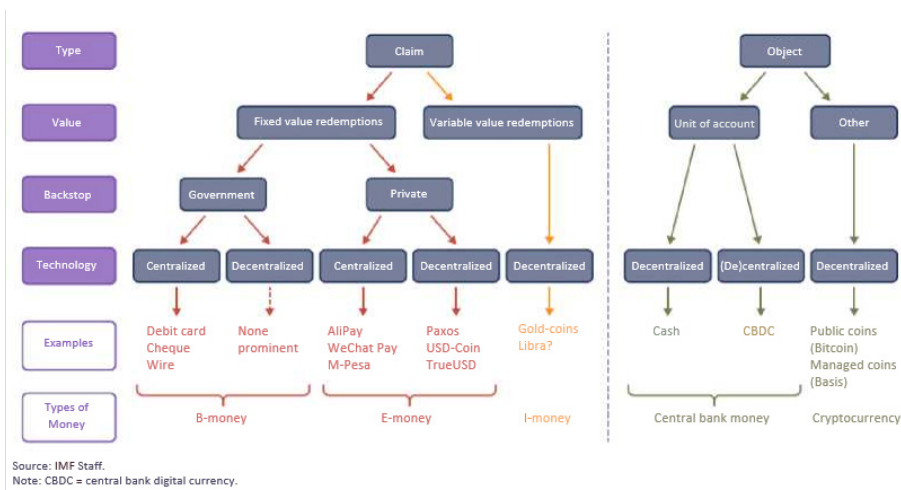 Type
Claim
Object
Value
Fixed value redemptions
Variable value redemptions
Unit of account
Other
Backstop
Government
Private
Technology
Centralized
Decentralized
Centralized
Decentralized
Decentralized
Decentralized
(De)centralized
Decentralized
Examples
Debit card
Cheque
Wire
None
prominent
AliPay
WeChat Pay
M-Pesa
Paxos
USD-Coin
TrueUSD
Gold-coins
Libra?
Cash
CBDC
Public coins
(Bitcoin)
Managed coins
(Basis)
Types of
Money
B-money
E-money
I-money
Central bank money
Cryptocurrency
Source: IMF Staff.
Note: CBDC = central bank digital currency.